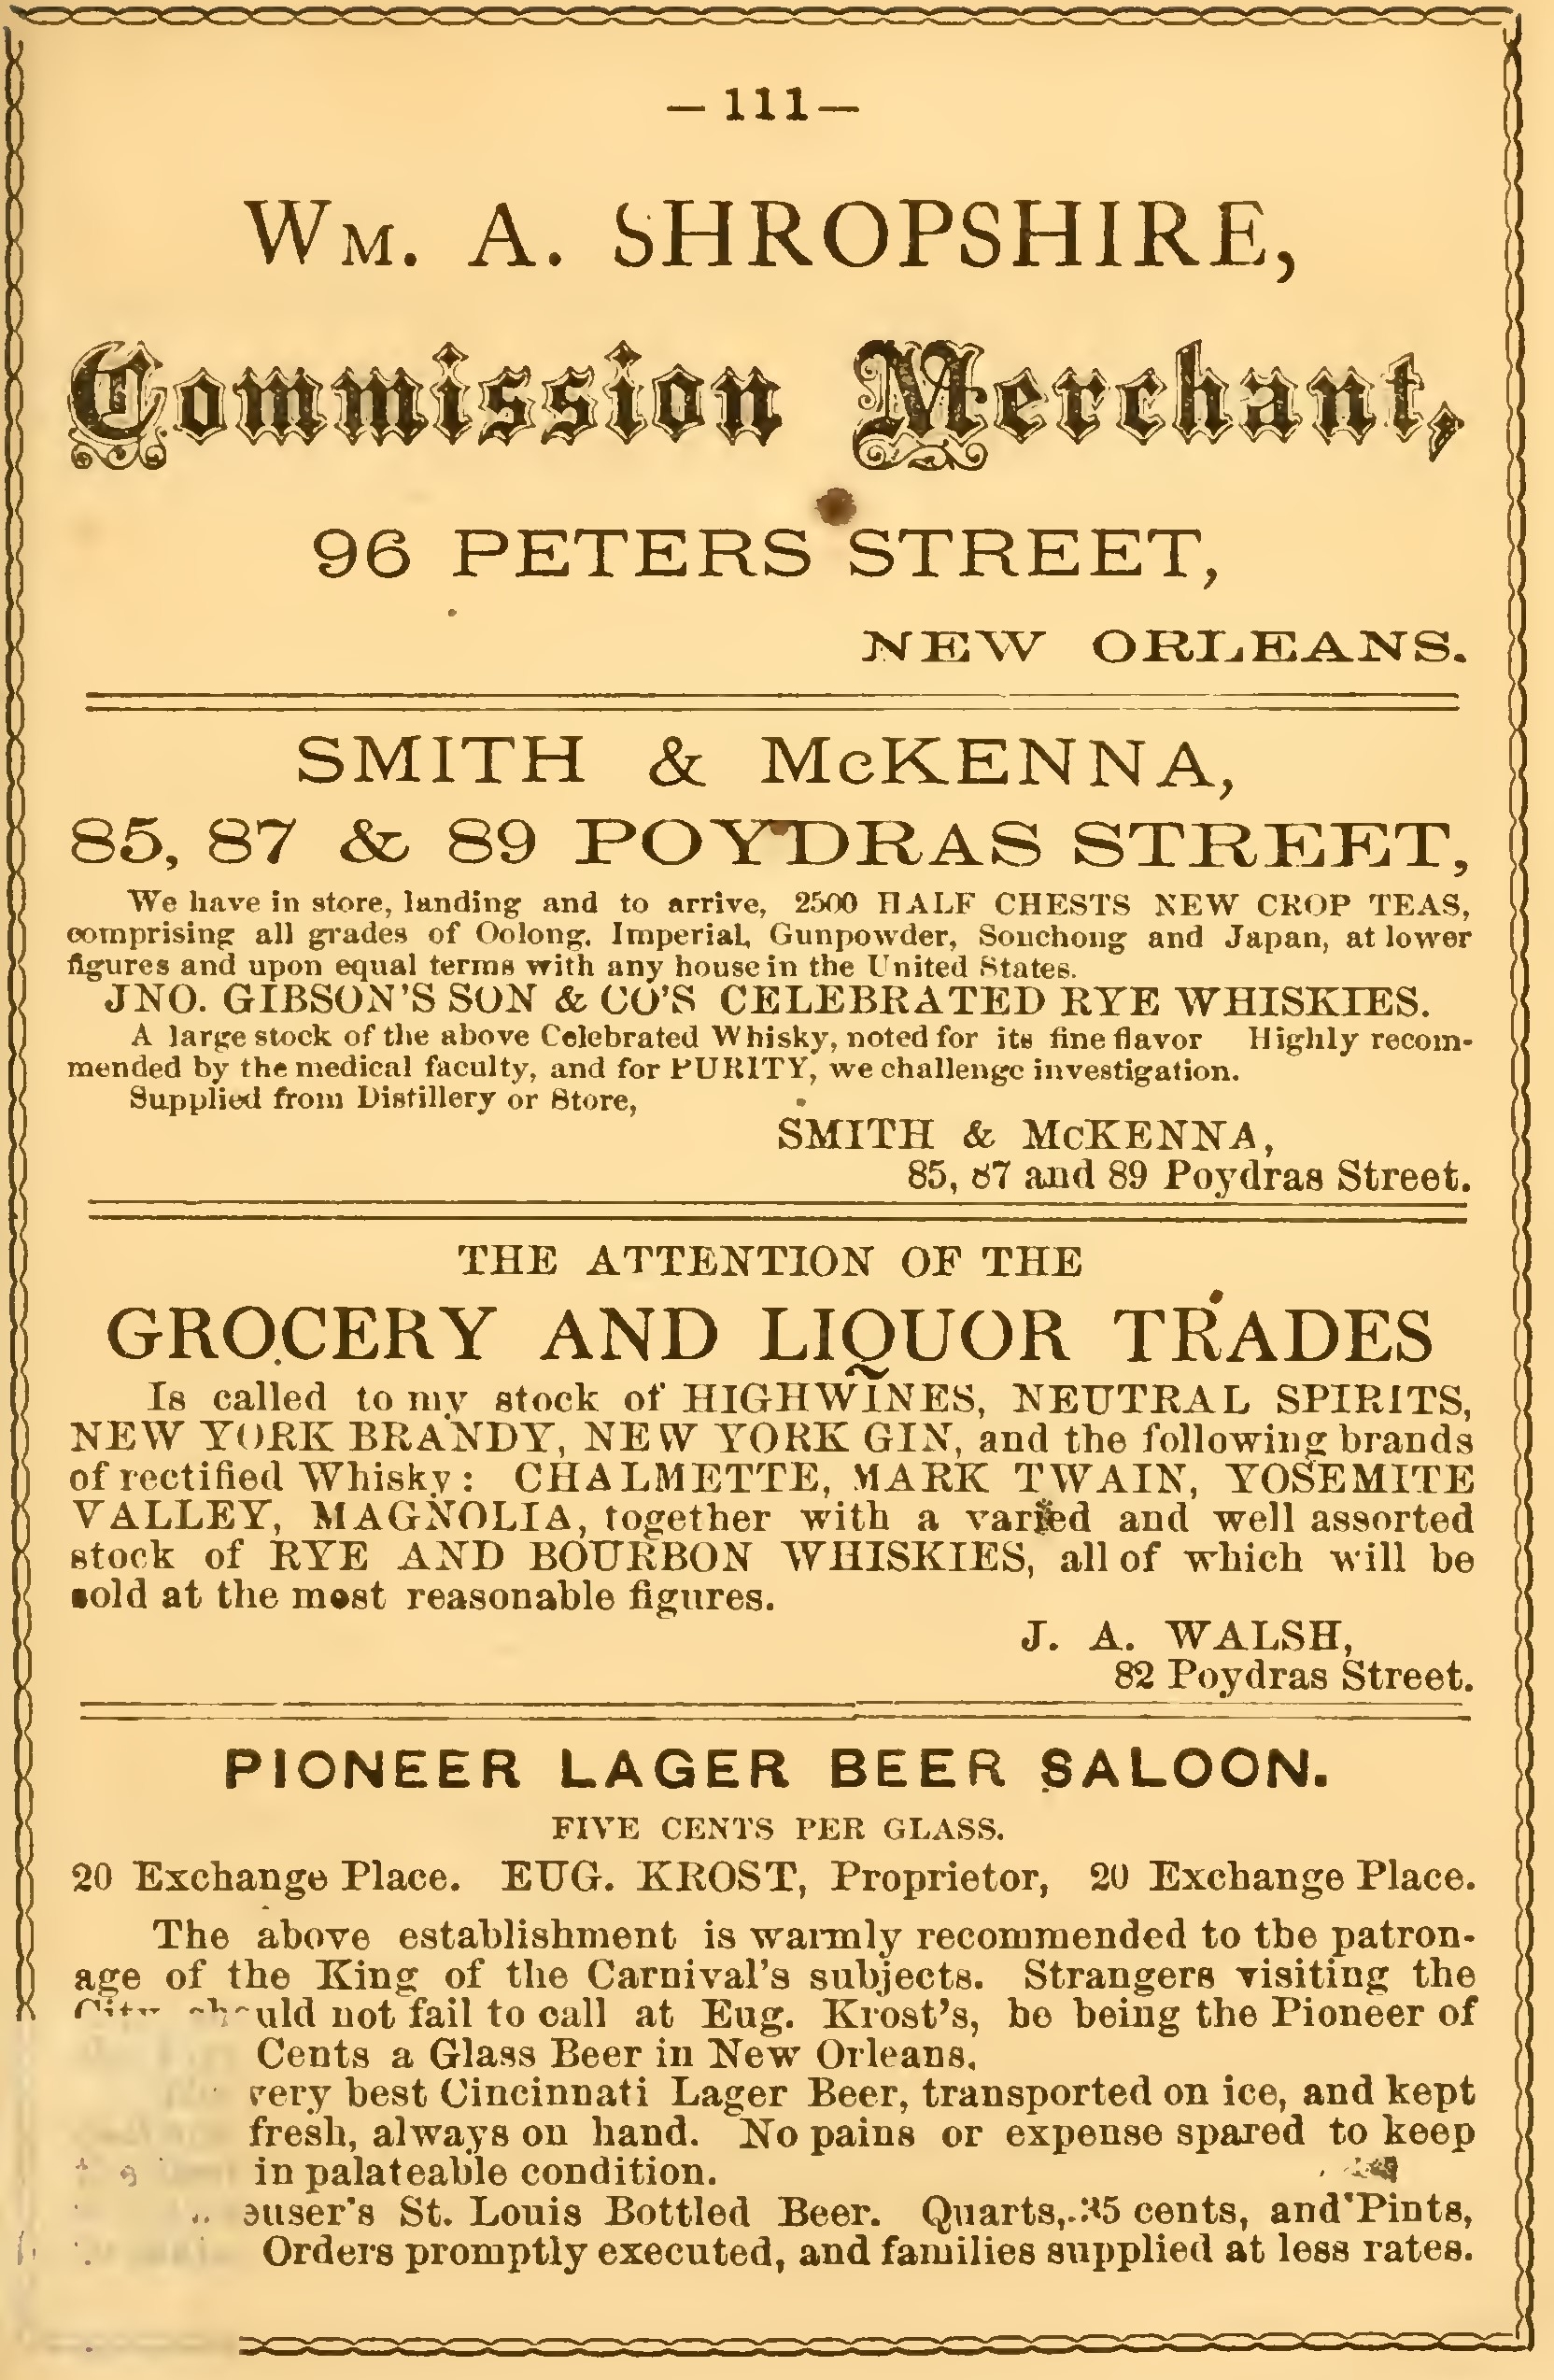 — 111 —
WM. A. SHROPSHIRE,
Commission Merchant,
96 PETERS STREET,
NEW ORLEANS.
SMITH & McKENNA,
85, 87 & 89 POYDRAS STREET,
We have in store, landing and to arrive, 2500 HALF CHESTS NEW CROP TEAS,
comprising all grades of Oolong, Imperial, Gunpowder, Souchong and Japan, at lower
figures and upon equal terms with any house in the United States.
JNO. GIBSON'S SON & CO'S CELEBRATED RYE WHISKIES.
A large stock of the above Celebrated Whisky, noted for its fine flavor Highly recom-
mended by the medical faculty, and for PURITY, we challenge investigation.
Supplied from Distillery or Store,
SMITH & McKENNA,
85, 87 and 89 Poydras Street.
THE ATTENTION OF THE
GROCERY AND LIQUOR TRADES
Is called to my stock of HIGHWINES, NEUTRAL SPIRITS,
NEW YORK BRANDY, NEW YORK GIN, and the following brands
of rectified Whisky: CHALMETTE, MARK TWAIN, YOSEMITE
VALLEY, MAGNOLIA, together with a varied and well assorted
stock of RYE AND BOURBON WHISKIES, all of which will be
sold at the most reasonable figures.
J. A. WALSH,
82 Poydras Street.
PIONEER LAGER BEER SALOON.
FIVE CENTS PER GLASS.
20 Exchange Place. EUG. KROST, Proprietor, 20 Exchange Place.
The above establishment is warmly recommended to the patron-
age of the King of the Carnival's subjects. Strangers visiting the
City should not fail to call at Eug. Krost's, he being the Pioneer of
Cents a Glass Beer in New Orleans.
very best Cincinnati Lager Beer, transported on ice, and kept
fresh, always on hand. No pains or expense spared to keep
in palateable condition.
St. Louis Bottled Beer. Quarts, 35 cents, and Pints,
Orders promptly executed, and families supplied at less rates.